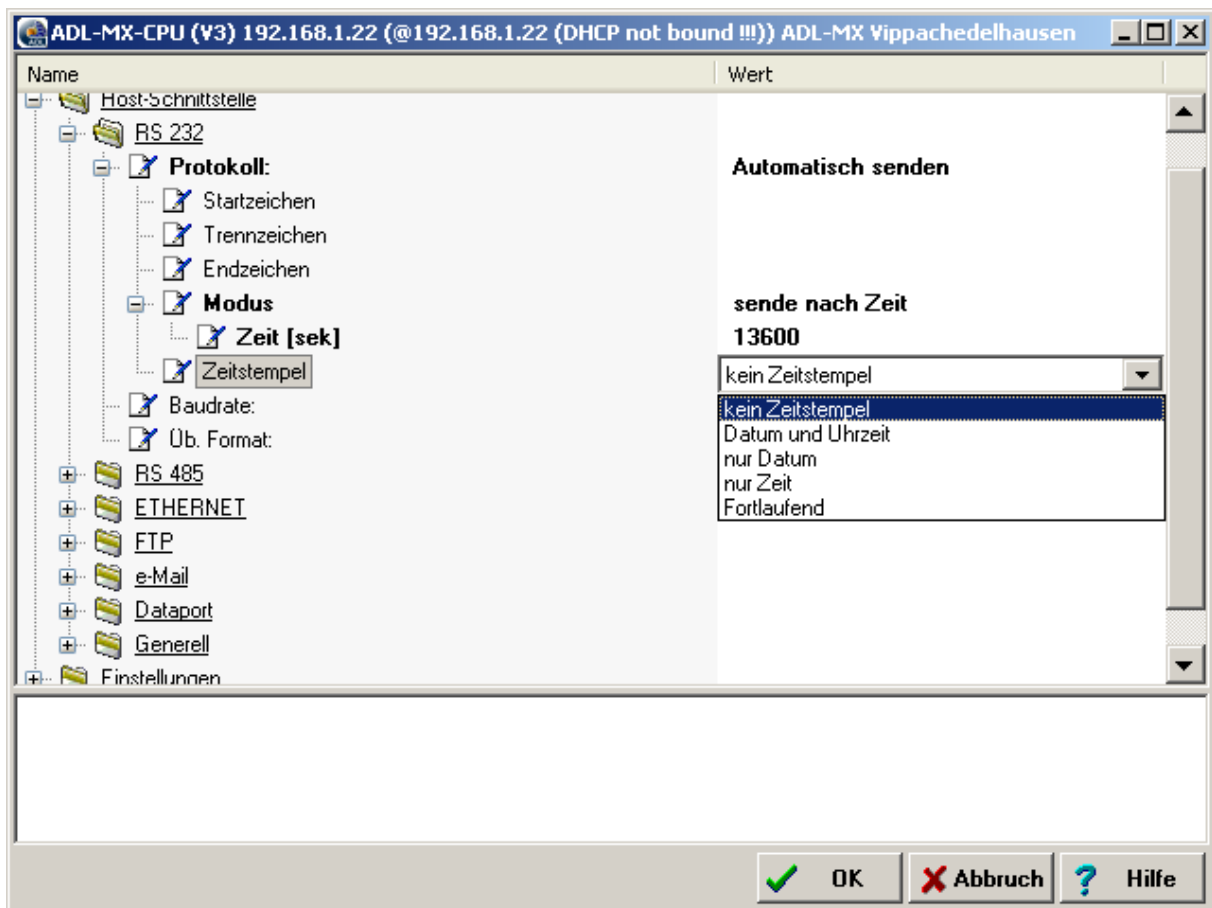 ADL-MX-CPU (V3) 192.168.1.22 (@192.168.1.22 (DHCP not bound !!!)) ADL-MX Vippachedelhausen
Name Wert
Host-Schnittstelle
RS 232
Protokoll: Automatisch senden
Startzeichen
Trennzeichen
Endzeichen
Modus sende nach Zeit
Zeit [sek] 13600
Zeitstempel kein Zeitstempel
Baudrate: kein Zeitstempel
Datum und Uhrzeit
Üb. Format:
nur Datum
RS 485
nur Zeit
ETHERNET Fortlaufend
FTP
e-Mail
Dataport
Generell
Einstellungen
OK Abbruch Hilfe